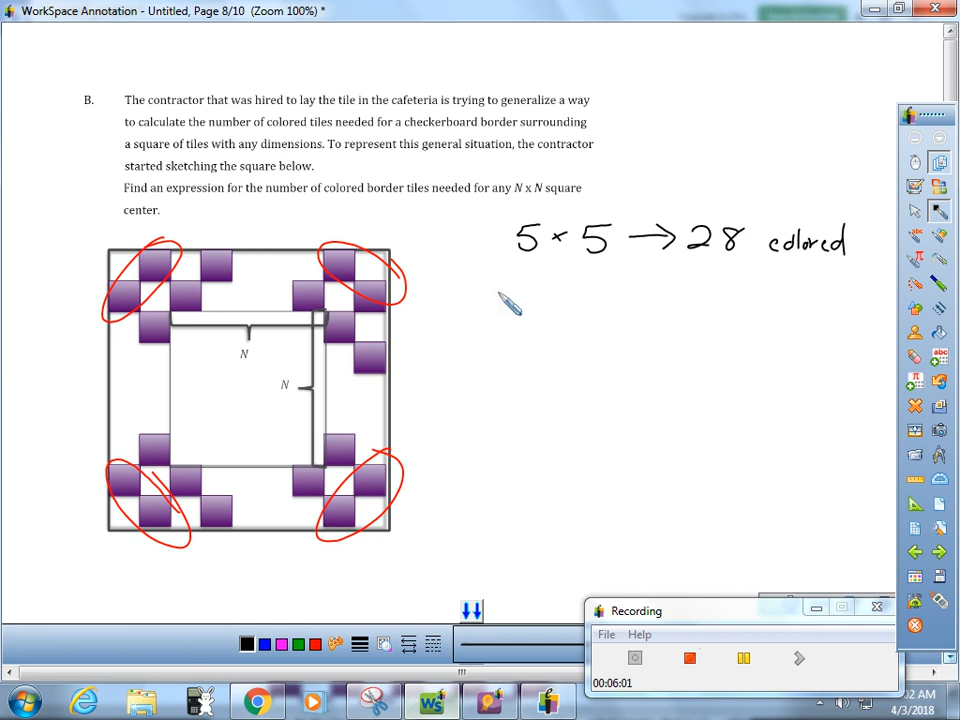 WorkSpace Annotation - Untitled, Page 8/10 (Zoom 100%) *
B. The contractor that was hired to lay the tile in the cafeteria is trying to generalize a way
to calculate the number of colored tiles needed for a checkerboard border surrounding
a square of tiles with any dimensions. To represent this general situation, the contractor
started sketching the square below.
Find an expression for the number of colored border tiles needed for any N x N square
center.
5 × 5 → 28 colored
N
N
Recording
File Help
00:06:01
02 AM
4/3/2018